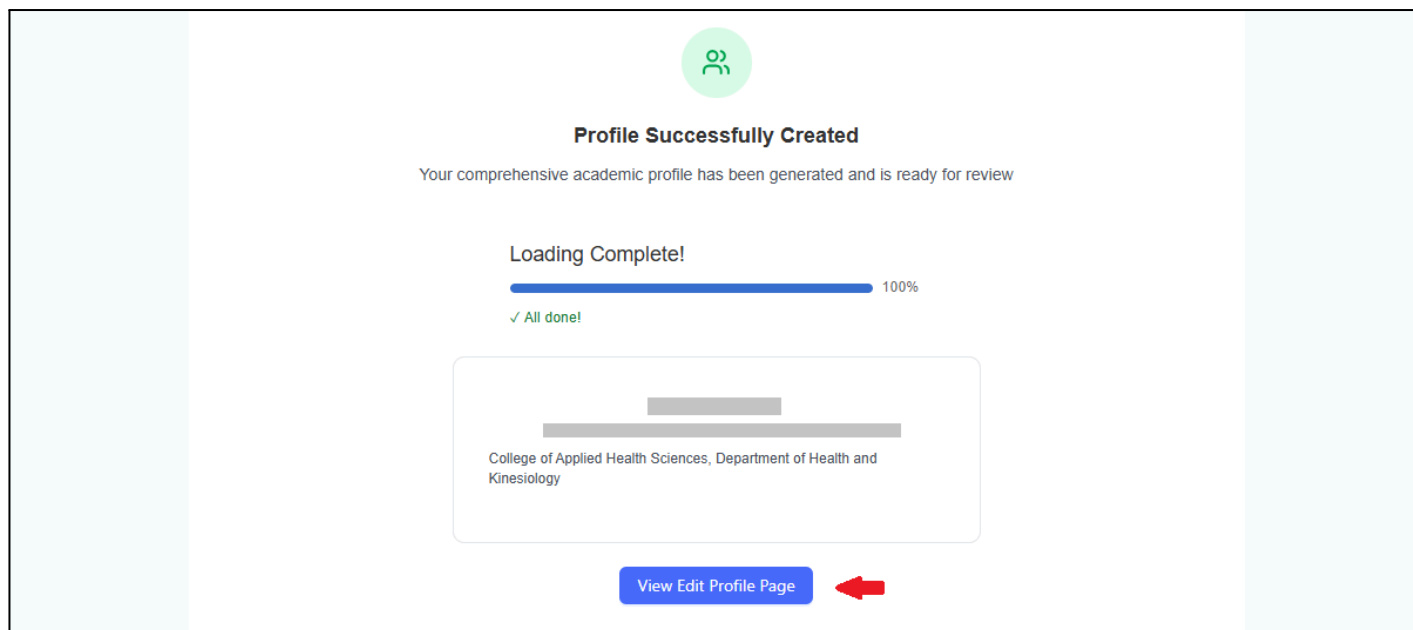 Profile Successfully Created
Your comprehensive academic profile has been generated and is ready for review
Loading Complete!
100%
✓ All done!
College of Applied Health Sciences, Department of Health and
Kinesiology
View Edit Profile Page